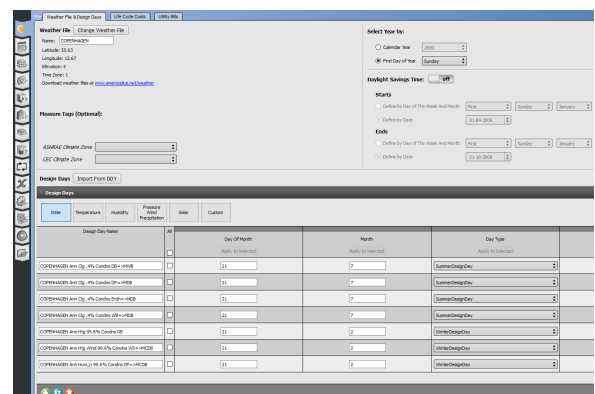 Site
Weather File & Design Days
Life Cycle Costs
Utility Bills
Weather File
Change Weather File
Name: COPENHAGEN
Latitude: 55.63
Longitude: 12.67
Elevation: 5
Time Zone: 1
Download weather files at www.energyplus.net/weather
Measure Tags (Optional):
ASHRAE Climate Zone
CEC Climate Zone
Select Year by:
Calendar Year 2000
First Day of Year Sunday
Daylight Savings Time: off
Starts
Define by Day of The Week And Month First Sunday January
Define by Date 01-04-2009
Ends
Define by Day of The Week And Month First Sunday January
Define by Date 01-10-2009
Design Days Import From DDY
Design Days
Date
Temperature
Humidity
Pressure
Wind
Precipitation
Solar
Custom
Design Day Name All Day Of Month Month Day Type
Apply to Selected Apply to Selected Apply to Selected
COPENHAGEN Ann Clg .4% Condns DB=>MWB 21 7 SummerDesignDay
COPENHAGEN Ann Clg .4% Condns DP=>MDB 21 7 SummerDesignDay
COPENHAGEN Ann Clg .4% Condns Enth=>MDB 21 7 SummerDesignDay
COPENHAGEN Ann Clg .4% Condns WB=>MDB 21 7 SummerDesignDay
COPENHAGEN Ann Htg 99.6% Condns DB 21 2 WinterDesignDay
COPENHAGEN Ann Htg Wind 99.6% Condns WS=>MCDB 21 2 WinterDesignDay
COPENHAGEN Ann Hum_n 99.6% Condns DP=>MCDB 21 2 WinterDesignDay